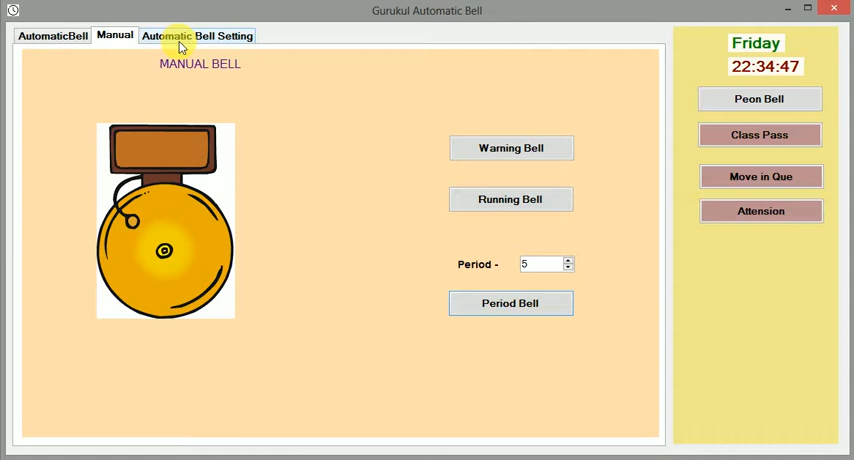 Gurukul Automatic Bell
AutomaticBell
Manual
Automatic Bell Setting
MANUAL BELL
Warning Bell
Running Bell
Period - 5
Period Bell
Friday
22:34:47
Peon Bell
Class Pass
Move in Que
Attension